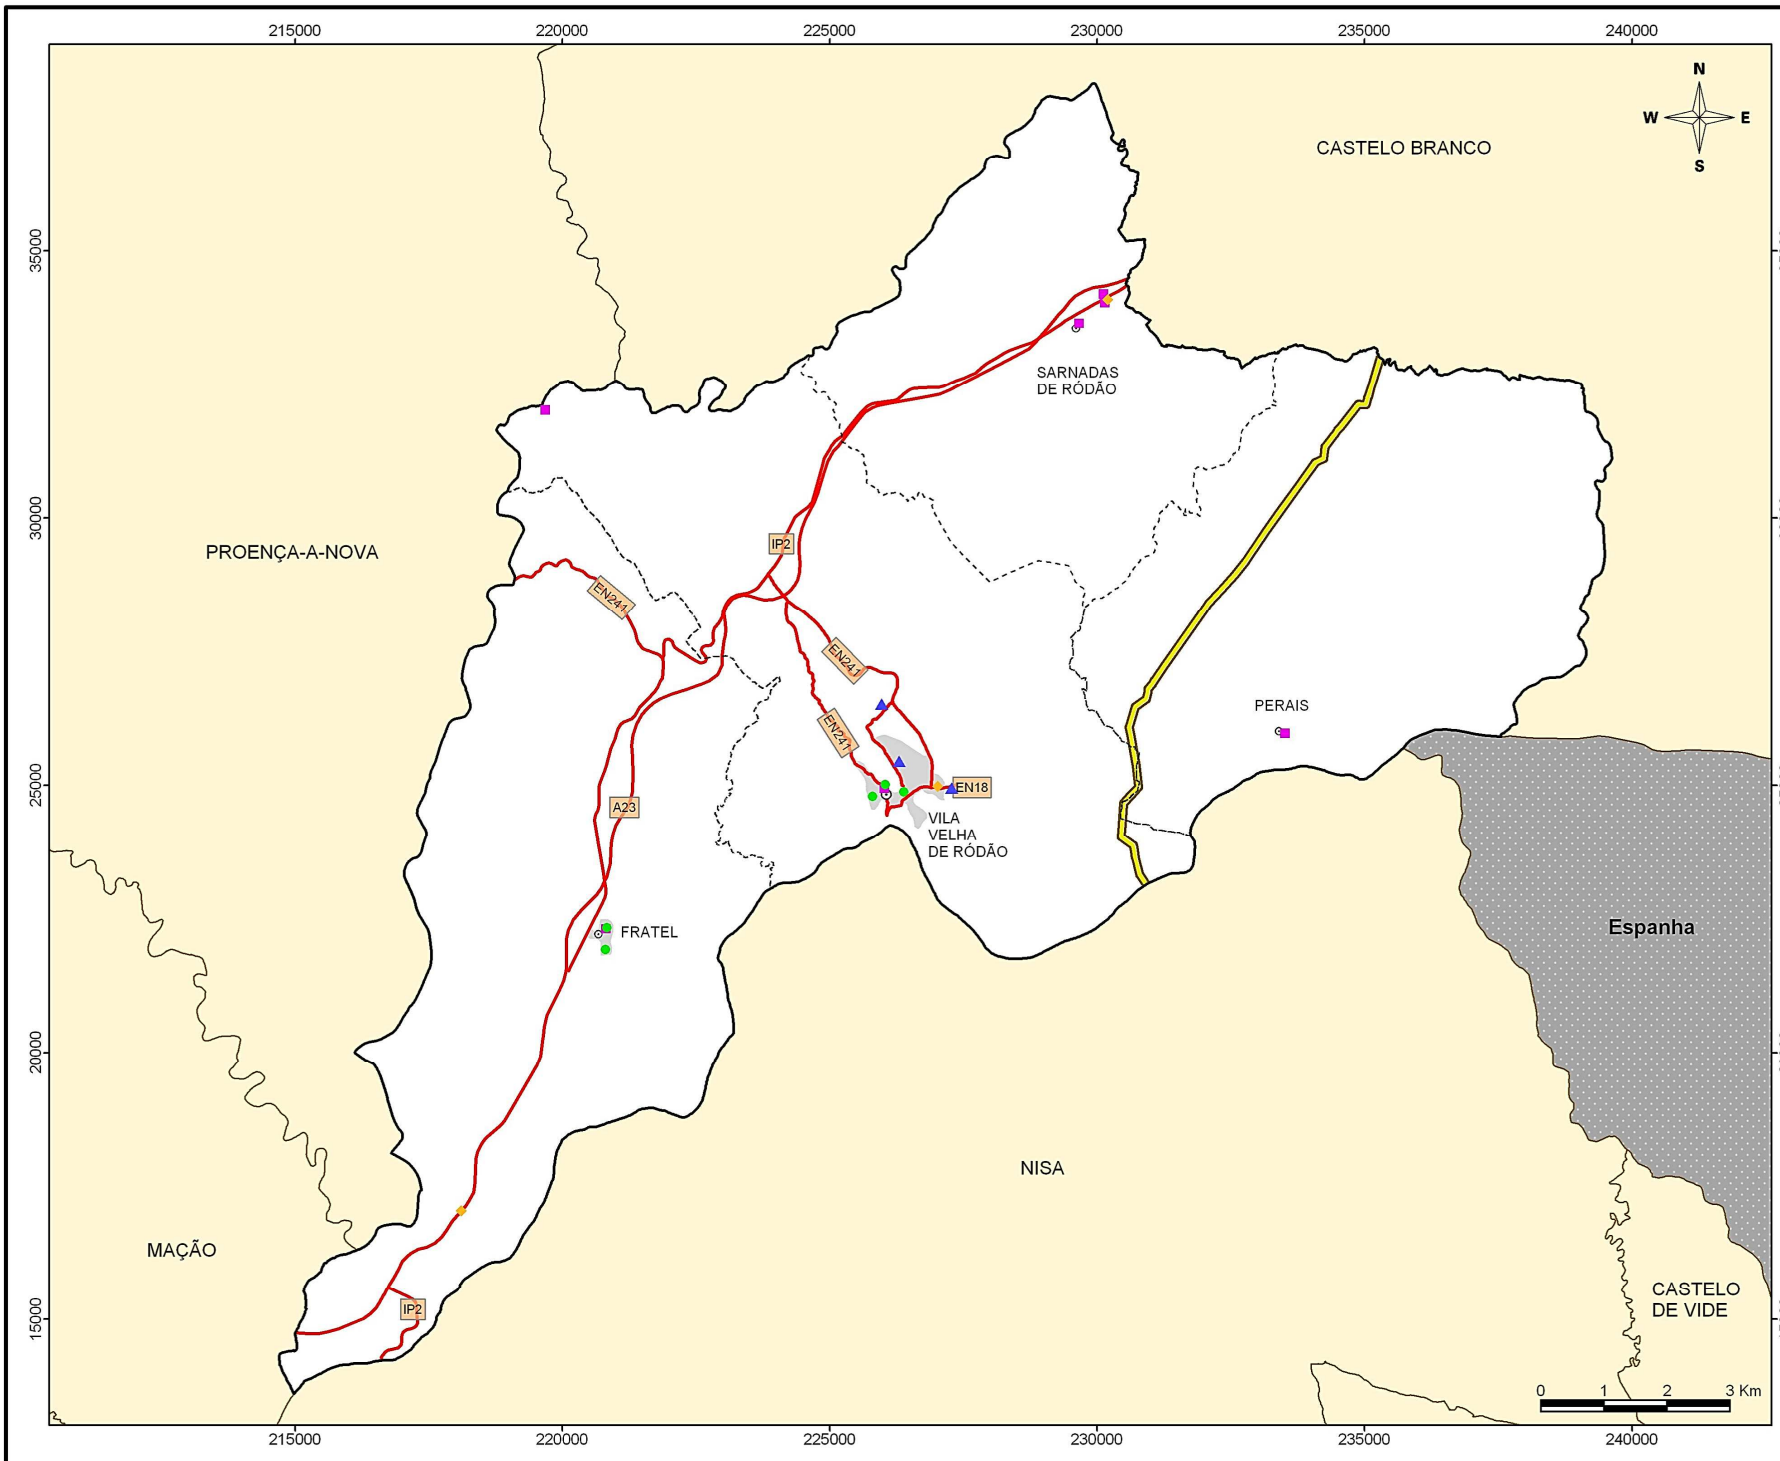 215000
220000
225000
230000
235000
240000
N
W
E
S
CASTELO BRANCO
35000
SARNADAS
DE RÓDÃO
30000
IP2
PROENÇA-A-NOVA
EN241
EN241
PERAIS
EN241
25000
EN18
A23
VILA
VELHA
DE RÓDÃO
Espanha
FRATEL
20000
NISA
MAÇÃO
CASTELO
DE VIDE
IP2
15000
0 1 2 3 Km
215000
220000
225000
230000
235000
240000